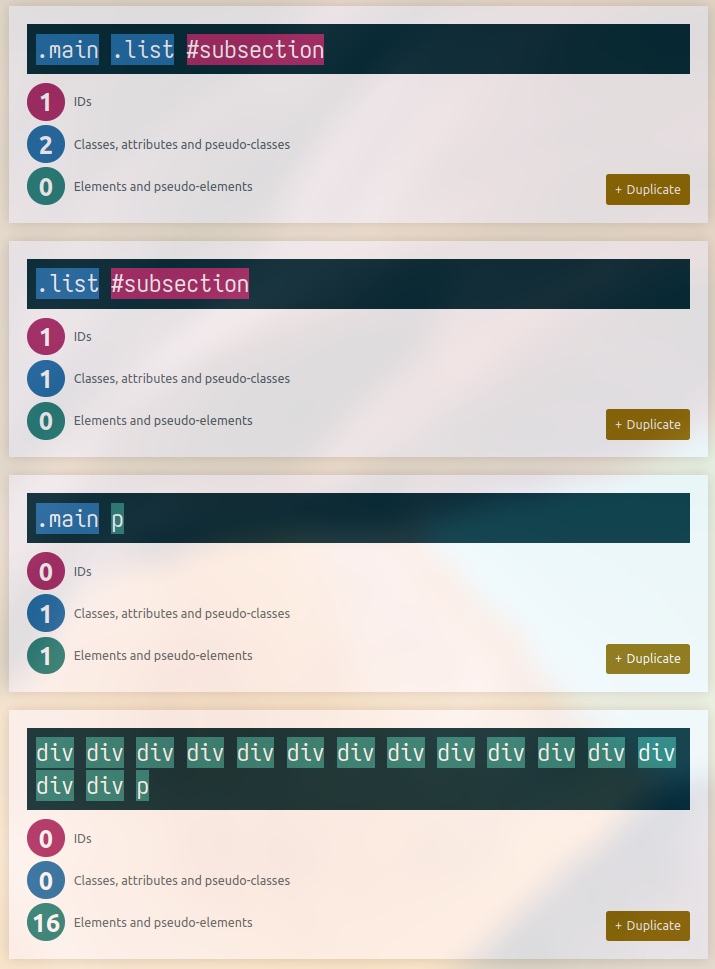 .main .list #subsection
1 IDs
2 Classes, attributes and pseudo-classes
0 Elements and pseudo-elements
+ Duplicate
.list #subsection
1 IDs
1 Classes, attributes and pseudo-classes
0 Elements and pseudo-elements
+ Duplicate
.main p
0 IDs
1 Classes, attributes and pseudo-classes
1 Elements and pseudo-elements
+ Duplicate
div div div div div div div div div div div div div
div div p
0 IDs
0 Classes, attributes and pseudo-classes
16 Elements and pseudo-elements
+ Duplicate